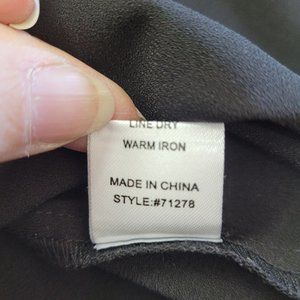 LINE DRY
WARM IRON
MADE IN CHINA
STYLE:#71278